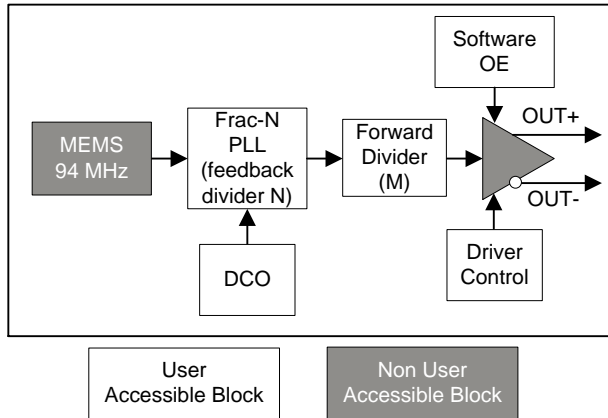 Software
OE
OUT+
MEMS
94 MHz
Frac-N
PLL
(feedback
divider N)
Forward
Divider
(M)
OUT-
DCO
Driver
Control
User
Accessible Block
Non User
Accessible Block